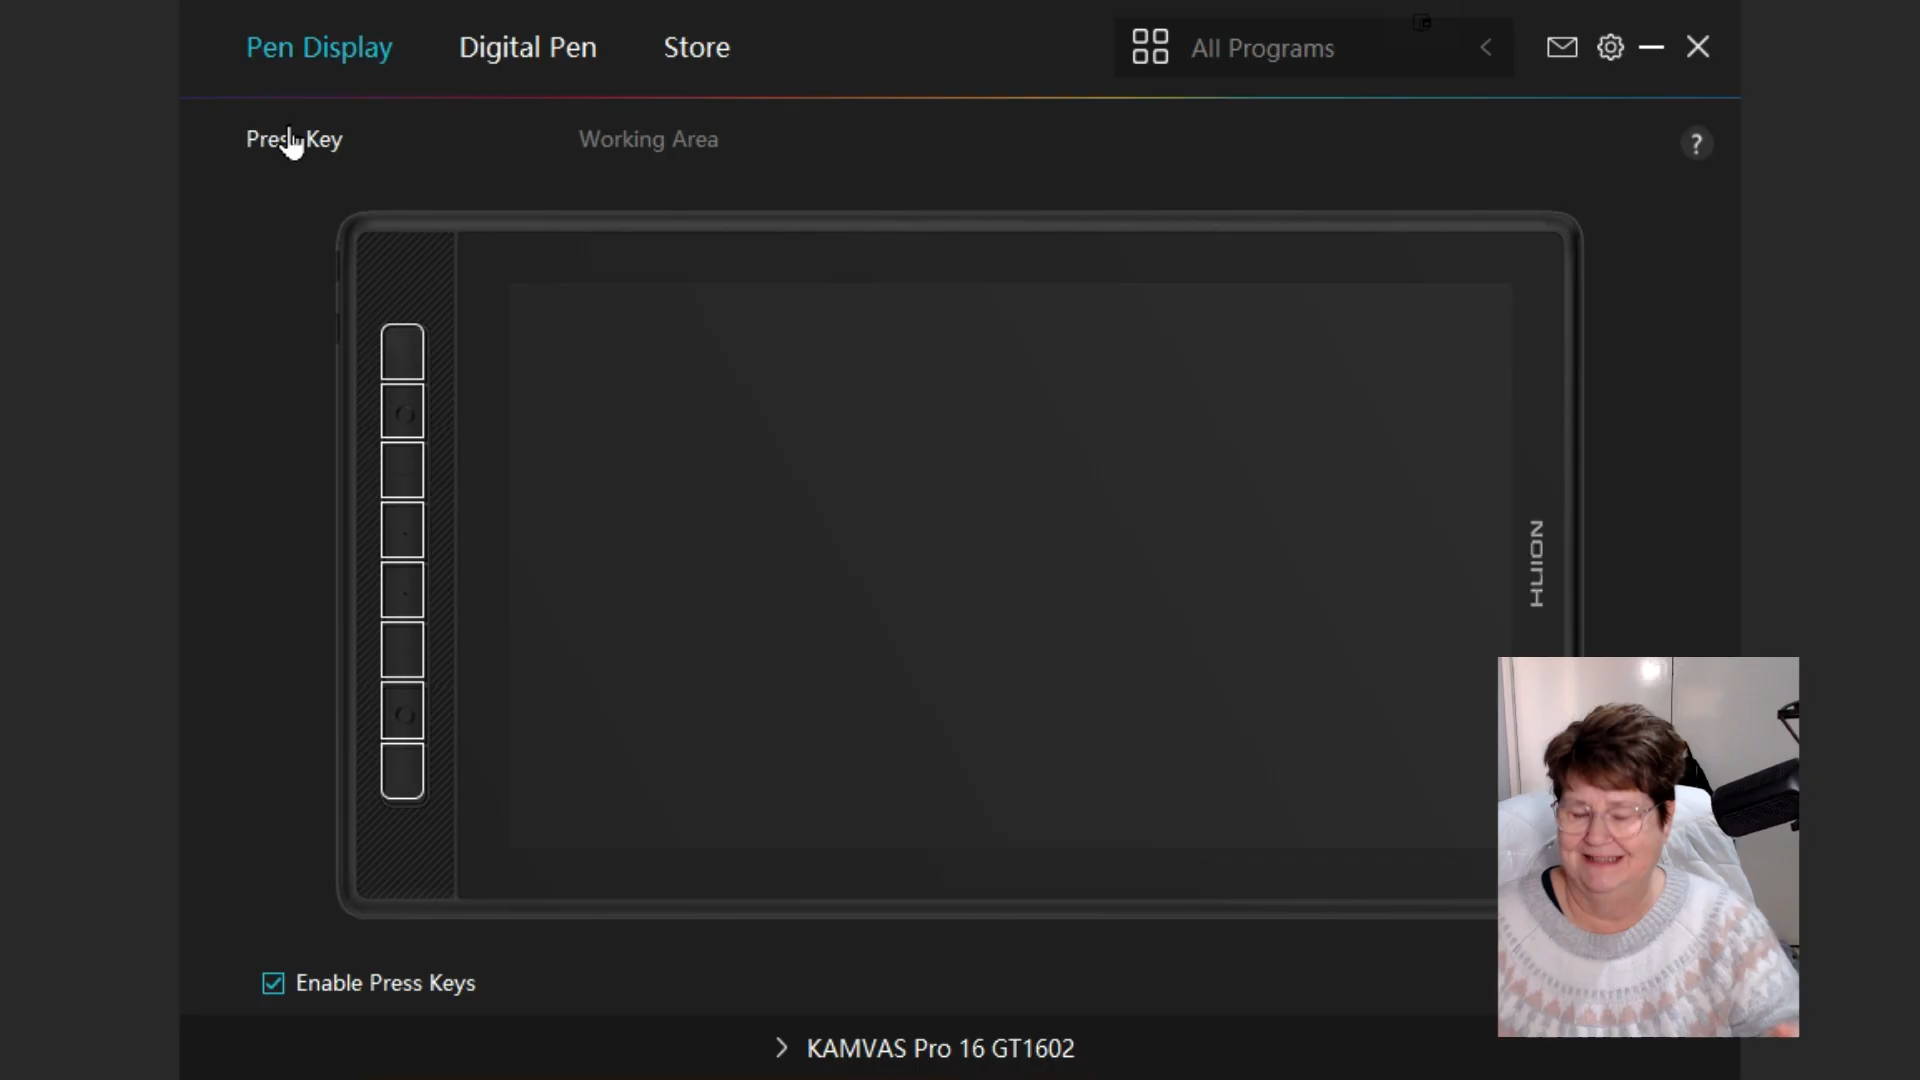 Pen Display
Digital Pen
Store
All Programs
Press Key
Working Area
?
HUION
Enable Press Keys
KAMVAS Pro 16 GT1602